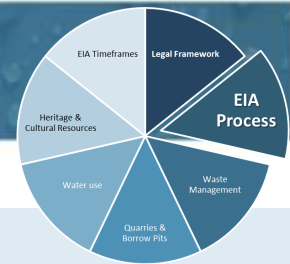 EIA Timeframes
Legal Framework
EIA
Process
Waste
Management
Quarries &
Borrow Pits
Water use
Heritage &
Cultural Resources